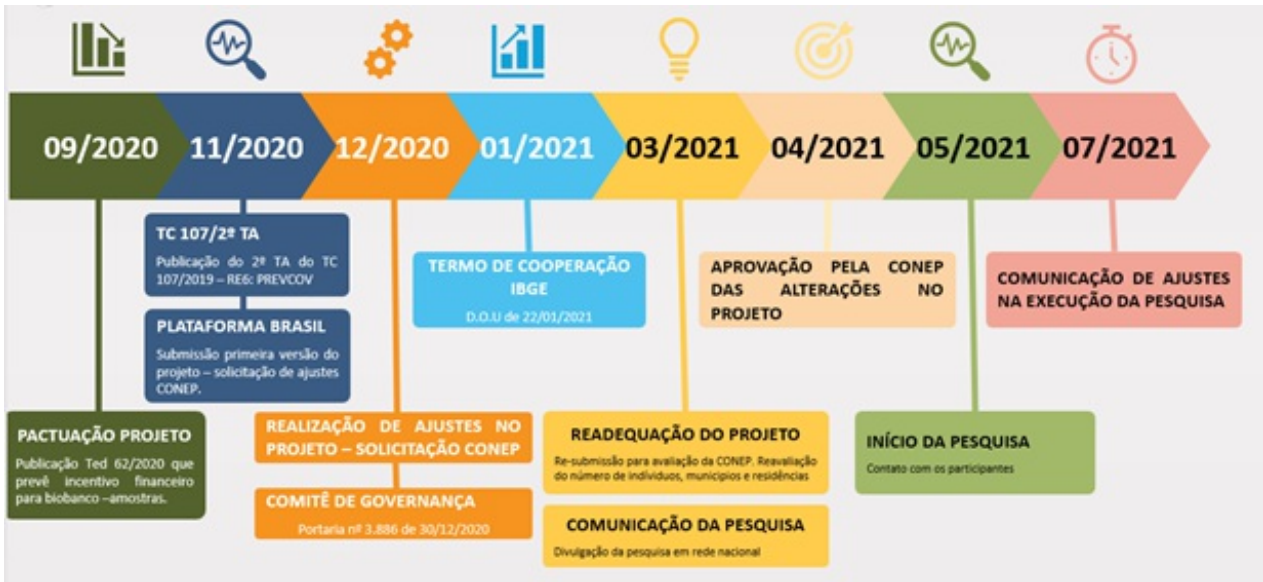 09/2020
11/2020
12/2020
01/2021
03/2021
04/2021
05/2021
07/2021
PACTUAÇÃO PROJETO
Publicação Ted 62/2020 que
prevê incentivo financeiro
para biobanco –amostras.
TC 107/2º TA
Publicação do 2º TA do TC
107/2019 – RE6: PREVCOV
PLATAFORMA BRASIL
Submissão primeira versão do
projeto – solicitação de ajustes
CONEP.
REALIZAÇÃO DE AJUSTES NO
PROJETO – SOLICITAÇÃO CONEP
COMITÊ DE GOVERNANÇA
Portaria nº 3.886 de 30/12/2020
TERMO DE COOPERAÇÃO
IBGE
D.O.U de 22/01/2021
READEQUAÇÃO DO PROJETO
Re-submissão para avaliação da CONEP. Reavaliação
do número de indivíduos, municípios e residências
COMUNICAÇÃO DA PESQUISA
Divulgação da pesquisa em rede nacional
APROVAÇÃO PELA CONEP
DAS ALTERAÇÕES NO
PROJETO
INÍCIO DA PESQUISA
Contato com os participantes
COMUNICAÇÃO DE AJUSTES
NA EXECUÇÃO DA PESQUISA